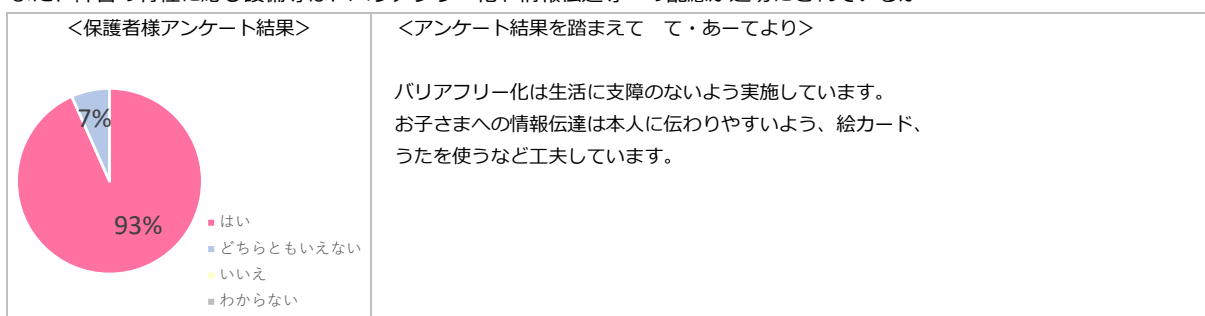 <保護者様アンケート結果>
<アンケート結果を踏まえて　て・あーてより>
バリアフリー化は生活に支障のないよう実施しています。
お子さまへの情報伝達は本人に伝わりやすいよう、絵カード、
うたを使うなど工夫しています。
7%
93%
はい
どちらともいえない
いいえ
わからない